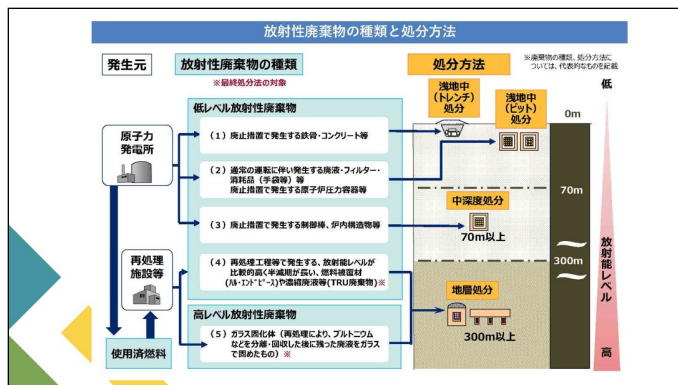 放射性廃棄物の種類と処分方法
発生元
放射性廃棄物の種類
※最終処分法の対象
処分方法
※廃棄物の種類、処分方法に
ついては、代表的なものを記載
低レベル放射性廃棄物
浅地中
(トレンチ)
処分
浅地中
(ピット)
処分
低
0m
原子力
発電所
(1)廃止措置で発生する鉄骨・コンクリート等
(2)通常の運転に伴い発生する廃液・フィルター・
消耗品(手袋等)等
廃止措置で発生する原子炉圧力容器等
70m
中深度処分
(3)廃止措置で発生する制御棒、炉内構造物等
70m以上
放射能レベル
再処理
施設等
(4)再処理工程等で発生する、放射能レベルが
比較的高く半減期が長い、燃料被覆材
(ハル・エンドピース)や濃縮廃液等(TRU廃棄物)※
300m
地層処分
高レベル放射性廃棄物
300m以上
(5)ガラス固化体(再処理により、プルトニウム
などを分離・回収した後に残った廃液をガラス
で固めたもの)※
使用済燃料
高